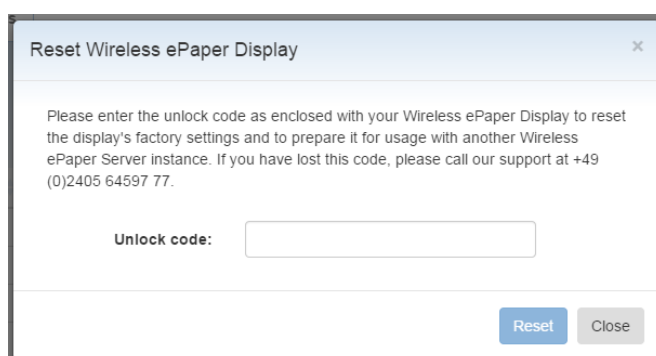 s
Reset Wireless ePaper Display ×
Please enter the unlock code as enclosed with your Wireless ePaper Display to reset
the display's factory settings and to prepare it for usage with another Wireless
ePaper Server instance. If you have lost this code, please call our support at +49
(0)2405 64597 77.
Unlock code:
Reset Close